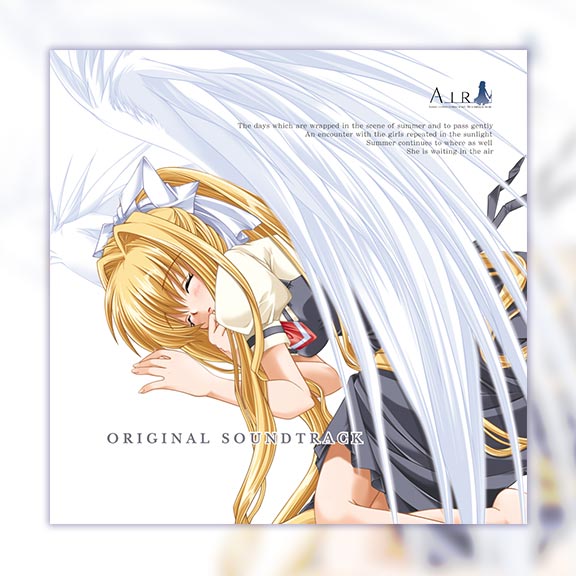 AIR
The days which are wrapped in the scene of summer and to pass gently
An encounter with the girls repeated in the sunlight
Summer continues to where as well
She is waiting in the air
ORIGINAL SOUNDTRACK